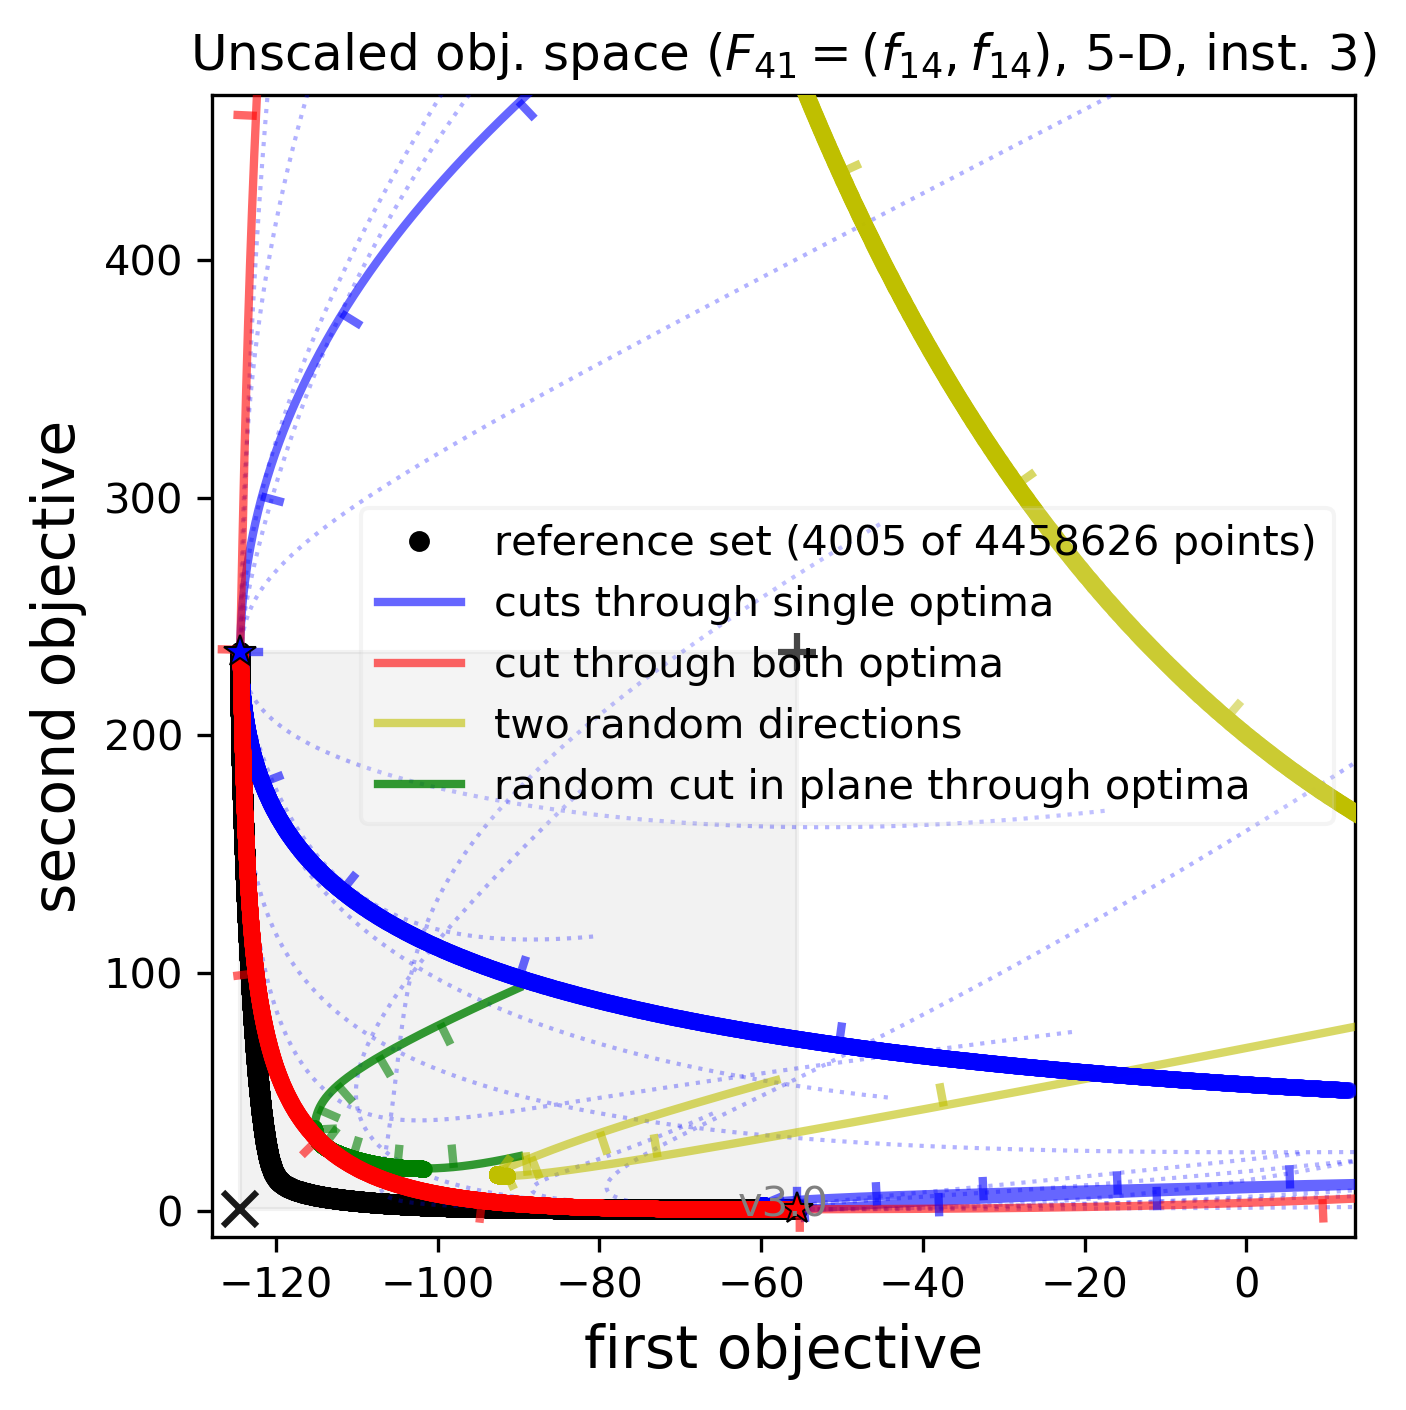 Unscaled obj. space (F₄₁ = (f₁₄, f₁₄), 5-D, inst. 3)
second objective
400
300
200
100
0
reference set (4005 of 4458626 points)
cuts through single optima
cut through both optima
two random directions
random cut in plane through optima
v3.0
−120
−100
−80
−60
−40
−20
0
first objective